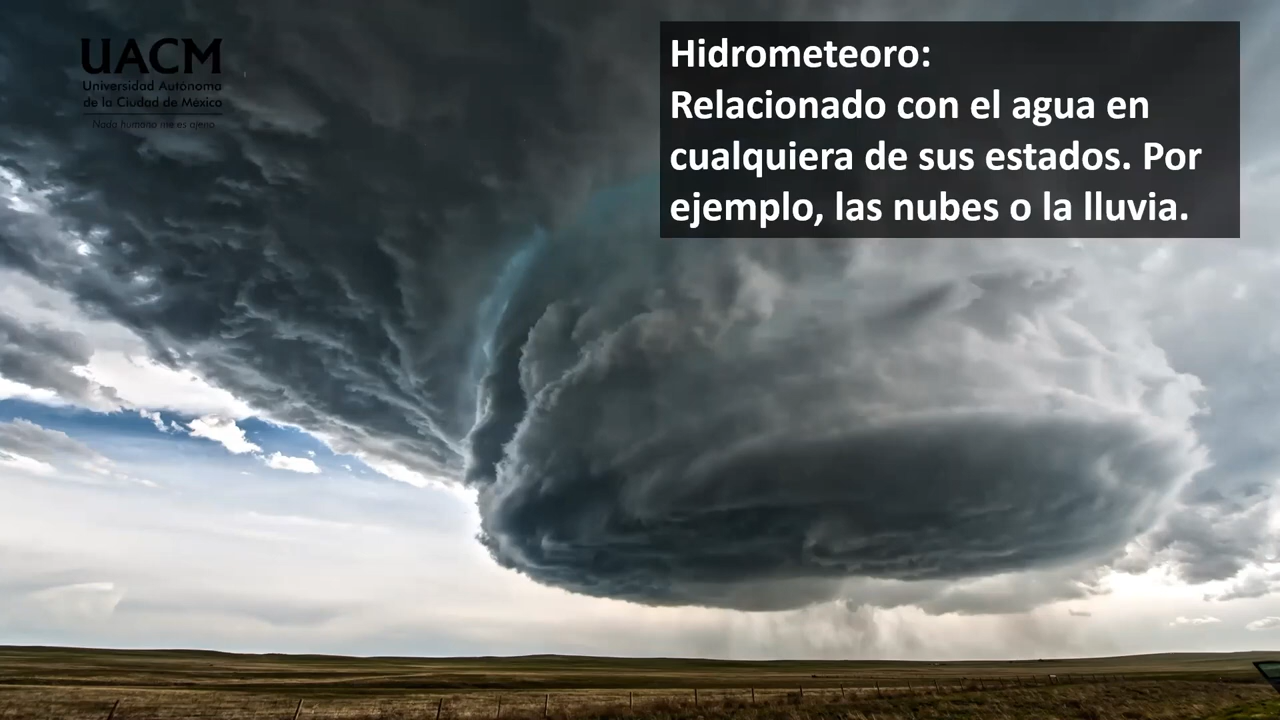 UACM
Universidad Autónoma
de la Ciudad de México
Nada humano me es ajeno
Hidrometeoro:
Relacionado con el agua en
cualquiera de sus estados. Por
ejemplo, las nubes o la lluvia.